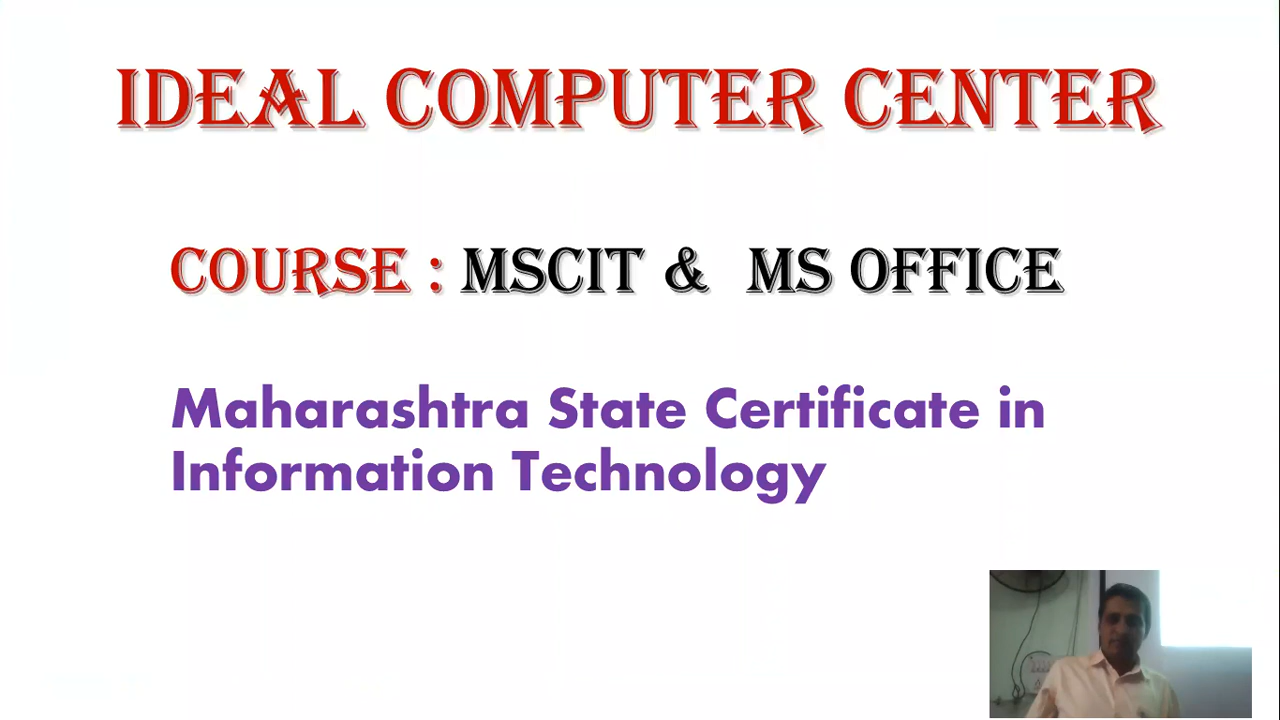 IDEAL COMPUTER CENTER
COURSE : MSCIT & MS OFFICE
Maharashtra State Certificate in
Information Technology